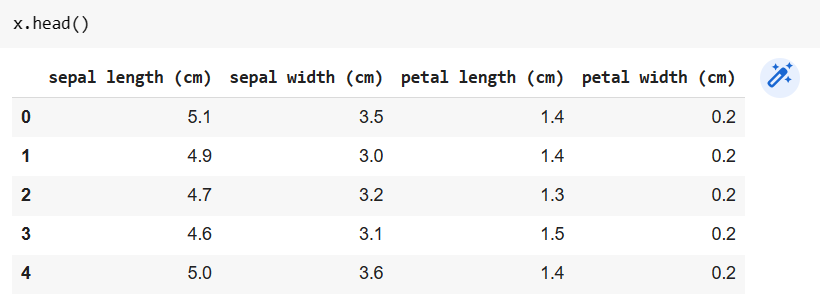 x.head()
sepal length (cm) sepal width (cm) petal length (cm) petal width (cm)
0 5.1 3.5 1.4 0.2
1 4.9 3.0 1.4 0.2
2 4.7 3.2 1.3 0.2
3 4.6 3.1 1.5 0.2
4 5.0 3.6 1.4 0.2